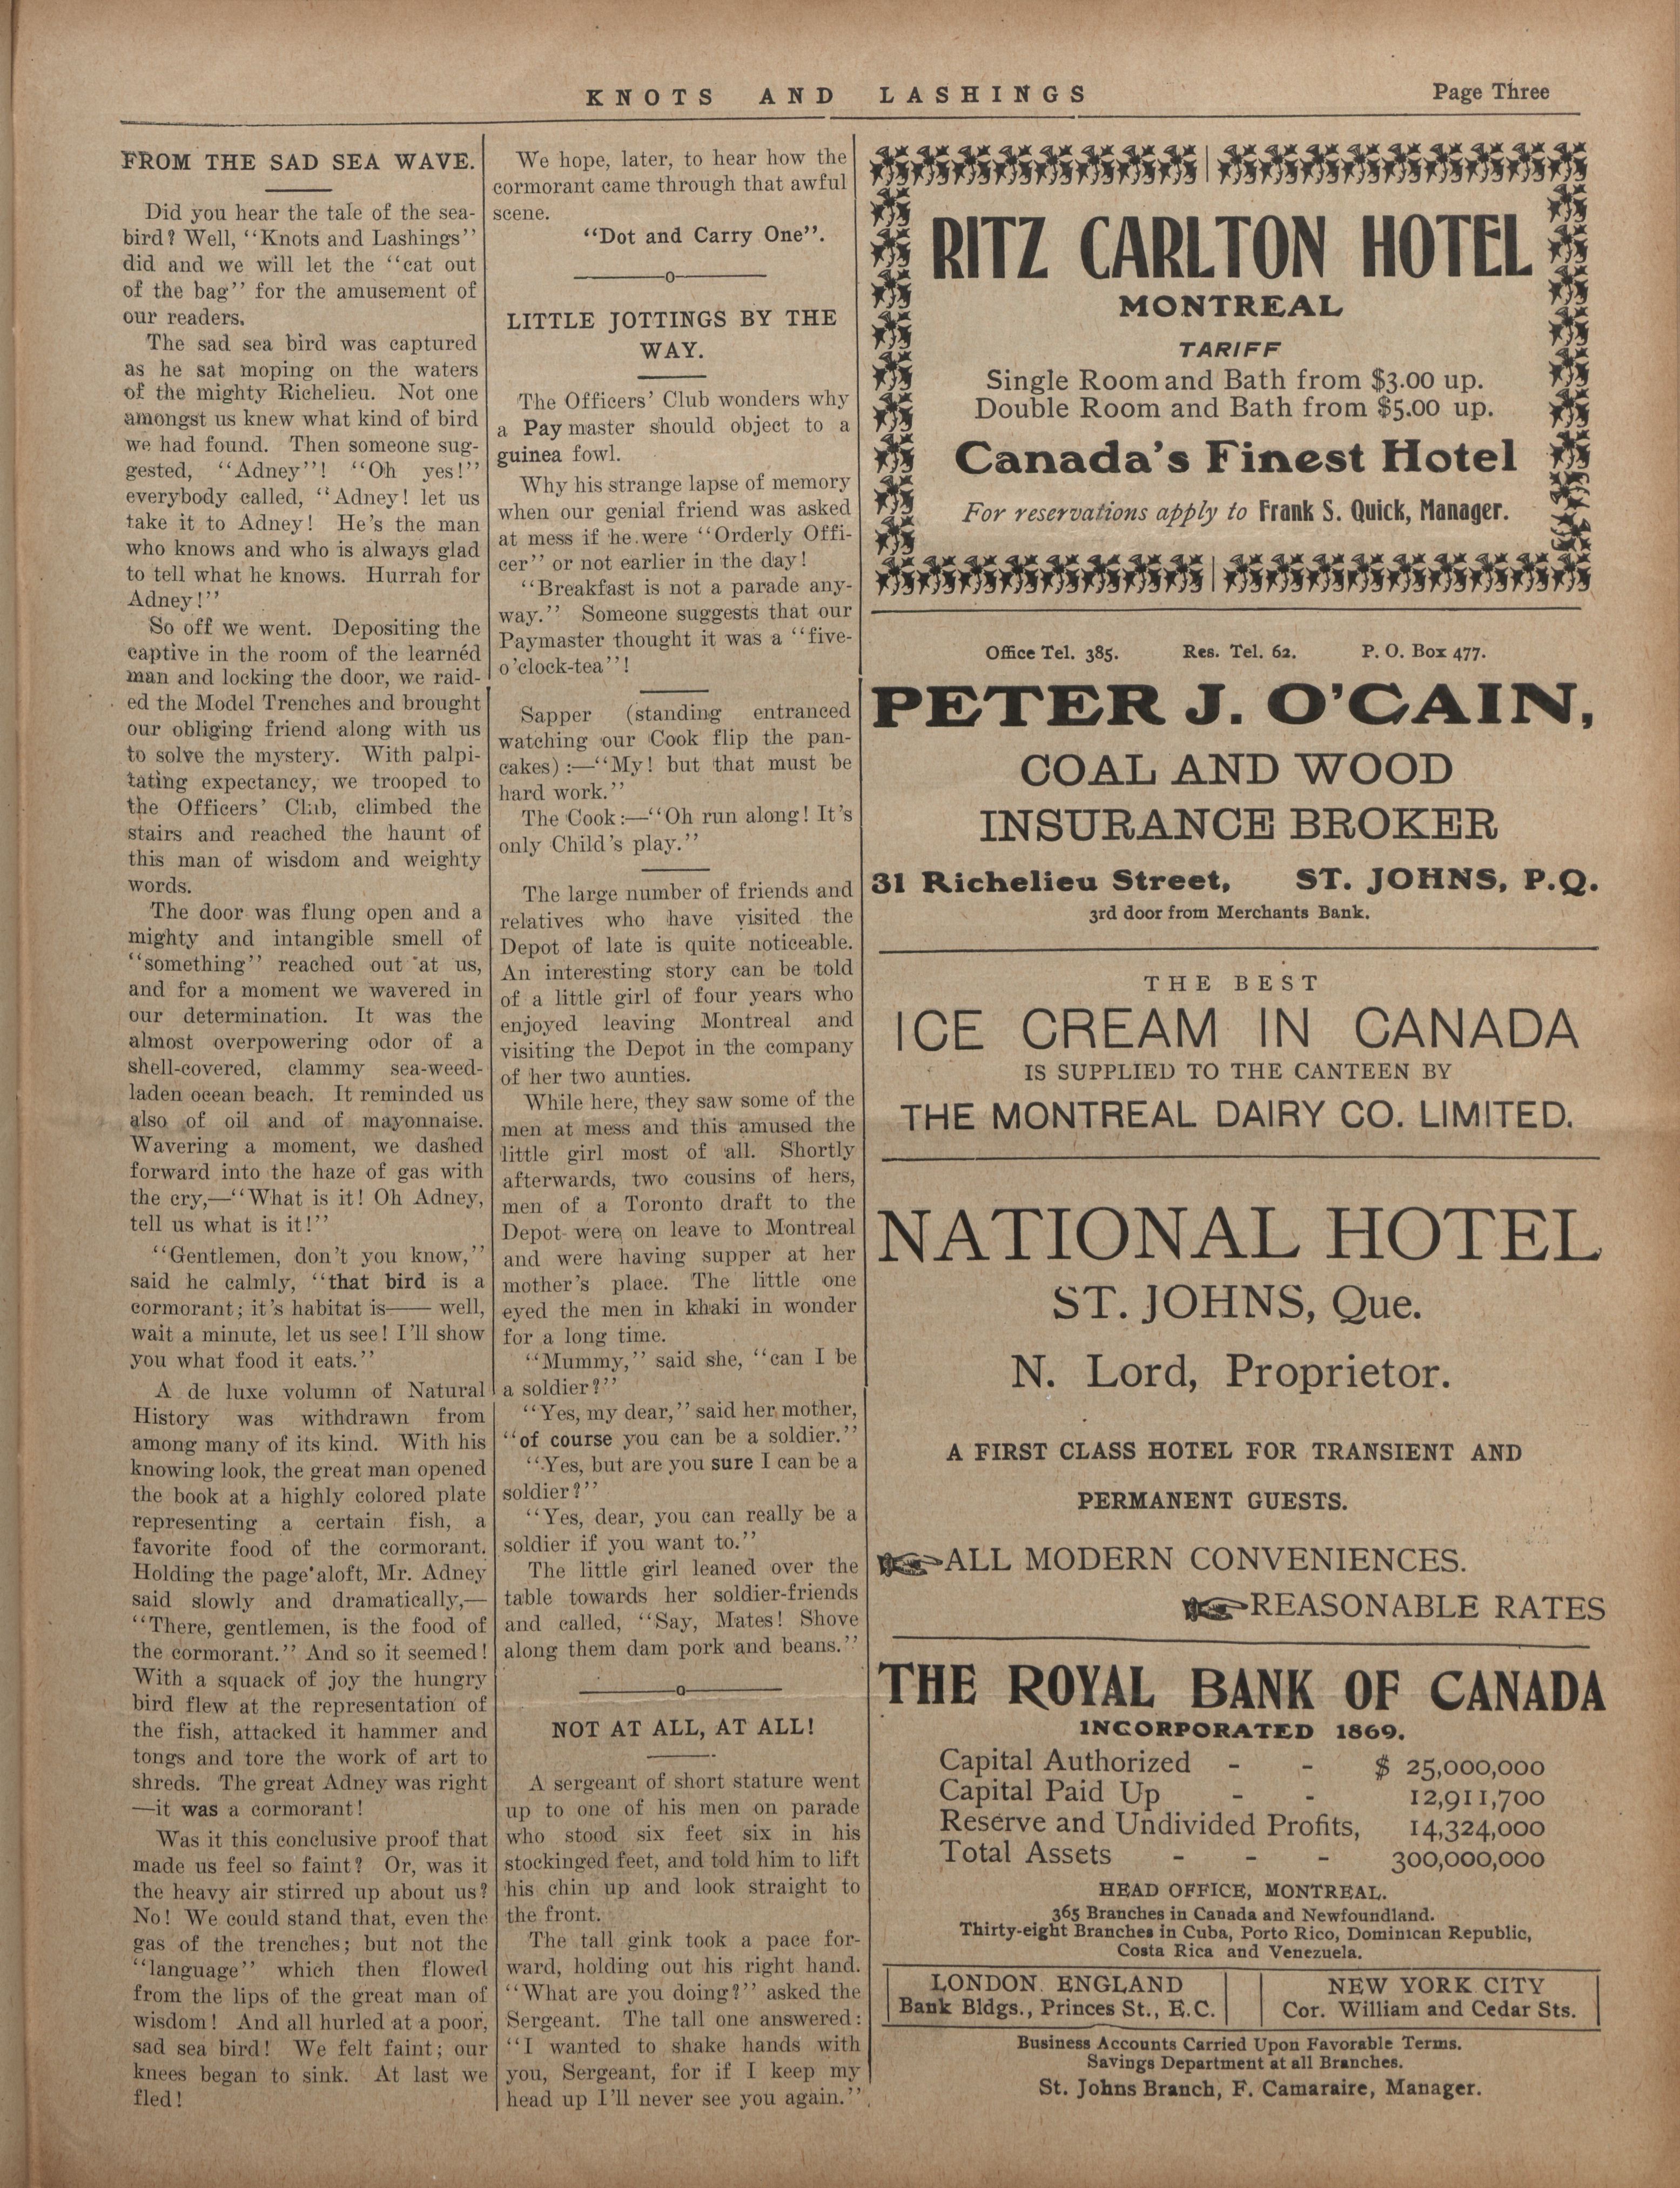 KNOTS AND LASHINGS
Page Three
FROM THE SAD SEA WAVE.
Did you hear the tale of the sea-
bird? Well, "Knots and Lashings"
did and we will let the "cat out
of the bag" for the amusement of
our readers.
The sad sea bird was captured
as he sat moping on the waters
of the mighty Richelieu. Not one
amongst us knew what kind of bird
we had found. Then someone sug-
gested, "Adney"! "Oh yes!"
everybody called, "Adney! let us
take it to Adney! He's the man
who knows and who is always glad
to tell what he knows. Hurrah for
Adney!"
So off we went. Depositing the
captive in the room of the learnéd
man and locking the door, we raid-
ed the Model Trenches and brought
our obliging friend along with us
to solve the mystery. With palpi-
tating expectancy, we trooped to
the Officers' Club, climbed the
stairs and reached the haunt of
this man of wisdom and weighty
words.
The door was flung open and a
mighty and intangible smell of
"something" reached out at us,
and for a moment we wavered in
our determination. It was the
almost overpowering odor of a
shell-covered, clammy sea-weed-
laden ocean beach. It reminded us
also of oil and of mayonnaise.
Wavering a moment, we dashed
forward into the haze of gas with
the cry,—"What is it! Oh Adney,
tell us what is it!"
"Gentlemen, don't you know,"
said he calmly, "that bird is a
cormorant; it's habitat is—— well,
wait a minute, let us see! I'll show
you what food it eats."
A de luxe volumn of Natural
History was withdrawn from
among many of its kind. With his
knowing look, the great man opened
the book at a highly colored plate
representing a certain fish, a
favorite food of the cormorant.
Holding the page aloft, Mr. Adney
said slowly and dramatically,—
"There, gentlemen, is the food of
the cormorant." And so it seemed!
With a squack of joy the hungry
bird flew at the representation of
the fish, attacked it hammer and
tongs and tore the work of art to
shreds. The great Adney was right
—it was a cormorant!
Was it this conclusive proof that
made us feel so faint? Or, was it
the heavy air stirred up about us?
No! We could stand that, even the
gas of the trenches; but not the
"language" which then flowed
from the lips of the great man of
wisdom! And all hurled at a poor,
sad sea bird! We felt faint; our
knees began to sink. At last we
fled!
We hope, later, to hear how the
cormorant came through that awful
scene.
"Dot and Carry One".
LITTLE JOTTINGS BY THE
WAY.
The Officers' Club wonders why
a Paymaster should object to a
guinea fowl.
Why his strange lapse of memory
when our genial friend was asked
at mess if he were "Orderly Offi-
cer" or not earlier in the day!
"Breakfast is not a parade any-
way." Someone suggests that our
Paymaster thought it was a "five-
o'clock-tea"!
Sapper (standing entranced
watching our Cook flip the pan-
cakes):—"My! but that must be
hard work."
The Cook:—"Oh run along! It's
only Child's play."
The large number of friends and
relatives who have visited the
Depot of late is quite noticeable.
An interesting story can be told
of a little girl of four years who
enjoyed leaving Montreal and
visiting the Depot in the company
of her two aunties.
While here, they saw some of the
men at mess and this amused the
little girl most of all. Shortly
afterwards, two cousins of hers,
men of a Toronto draft to the
Depot were on leave to Montreal
and were having supper at her
mother's place. The little one
eyed the men in khaki in wonder
for a long time.
"Mummy," said she, "can I be
a soldier?"
"Yes, my dear," said her mother,
"of course you can be a soldier."
"Yes, but are you sure I can be a
soldier?"
"Yes, dear, you can really be a
soldier if you want to."
The little girl leaned over the
table towards her soldier-friends
and called, "Say, Mates! Shove
along them dam pork and beans."
NOT AT ALL, AT ALL!
A sergeant of short stature went
up to one of his men on parade
who stood six feet six in his
stockinged feet, and told him to lift
his chin up and look straight to
the front.
The tall gink took a pace for-
ward, holding out his right hand.
"What are you doing?" asked the
Sergeant. The tall one answered:
"I wanted to shake hands with
you, Sergeant, for if I keep my
head up I'll never see you again."
RITZ CARLTON HOTEL
MONTREAL
TARIFF
Single Room and Bath from $3.00 up.
Double Room and Bath from $5.00 up.
Canada's Finest Hotel
For reservations apply to Frank S. Quick, Manager.
Office Tel. 385. Res. Tel. 62. P. O. Box 477.
PETER J. O'CAIN,
COAL AND WOOD
INSURANCE BROKER
31 Richelieu Street, ST. JOHNS, P.Q.
3rd door from Merchants Bank.
THE BEST
ICE CREAM IN CANADA
IS SUPPLIED TO THE CANTEEN BY
THE MONTREAL DAIRY CO. LIMITED.
NATIONAL HOTEL
ST. JOHNS, Que.
N. Lord, Proprietor.
A FIRST CLASS HOTEL FOR TRANSIENT AND
PERMANENT GUESTS.
ALL MODERN CONVENIENCES.
REASONABLE RATES
THE ROYAL BANK OF CANADA
INCORPORATED 1869.
Capital Authorized - - $ 25,000,000
Capital Paid Up - - 12,911,700
Reserve and Undivided Profits, 14,324,000
Total Assets - - - 300,000,000
HEAD OFFICE, MONTREAL.
365 Branches in Canada and Newfoundland.
Thirty-eight Branches in Cuba, Porto Rico, Dominican Republic,
Costa Rica and Venezuela.
LONDON. ENGLAND
Bank Bldgs., Princes St., E.C.
NEW YORK CITY
Cor. William and Cedar Sts.
Business Accounts Carried Upon Favorable Terms.
Savings Department at all Branches.
St. Johns Branch, F. Camaraire, Manager.